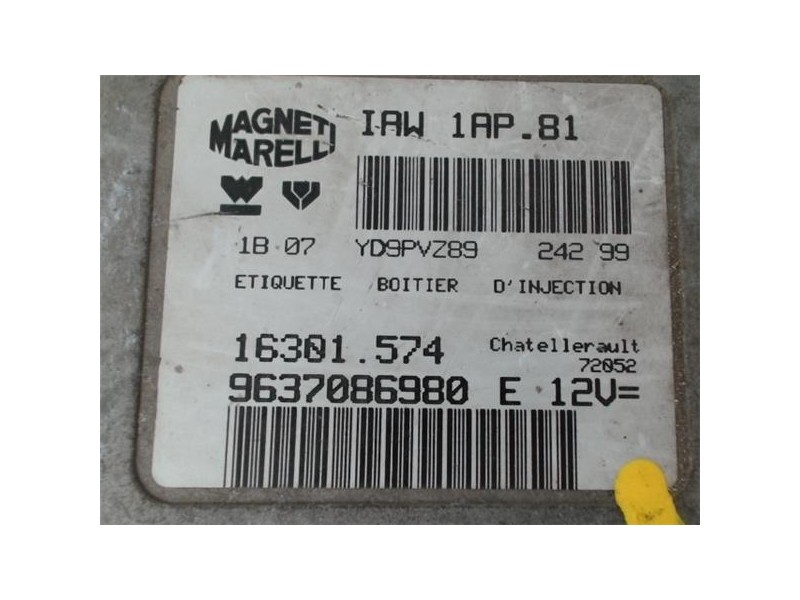 MAGNETI
MARELLI
IAW 1AP.81
1B 07 YD9PVZ89 242 99
ETIQUETTE BOITIER D'INJECTION
16301.574
Chatellerault
72052
9637086980 E 12V=